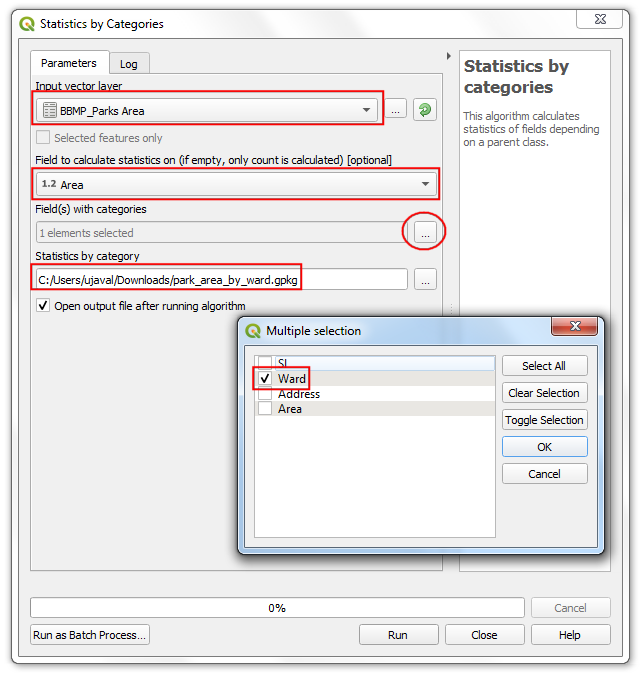 Statistics by Categories
Parameters
Log
Input vector layer
BBMP_Parks Area
...
Selected features only
Field to calculate statistics on (if empty, only count is calculated) [optional]
1.2 Area
Field(s) with categories
1 elements selected
...
Statistics by category
C:/Users/ujaval/Downloads/park_area_by_ward.gpkg
...
Open output file after running algorithm
Statistics by
categories
This algorithm calculates
statistics of fields depending
on a parent class.
Multiple selection
SL
Ward
Address
Area
Select All
Clear Selection
Toggle Selection
OK
Cancel
0%
Cancel
Run as Batch Process...
Run
Close
Help